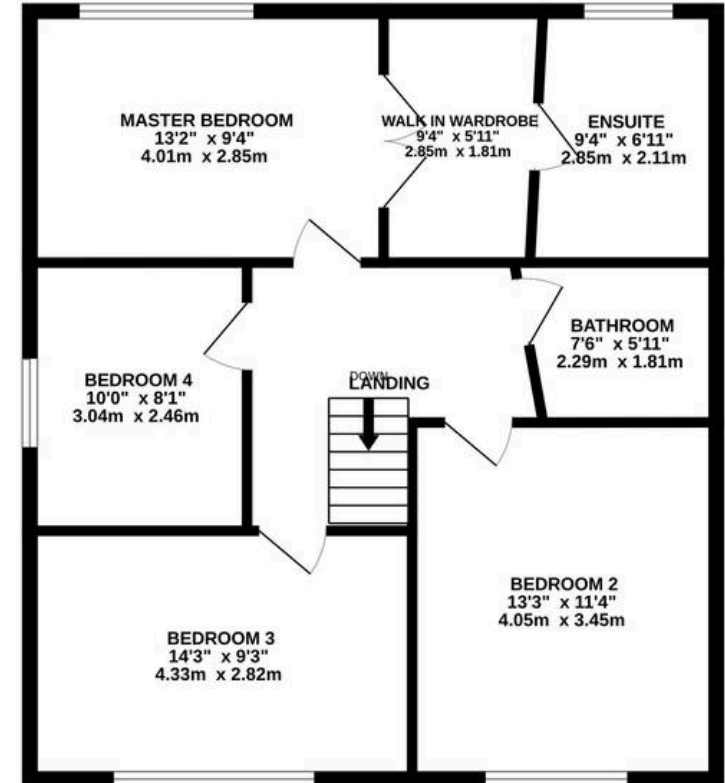 MASTER BEDROOM
13'2" x 9'4"
4.01m x 2.85m
WALK IN WARDROBE
9'4" x 5'11"
2.85m x 1.81m
ENSUITE
9'4" x 6'11"
2.85m x 2.11m
BATHROOM
7'6" x 5'11"
2.29m x 1.81m
BEDROOM 4
10'0" x 8'1"
3.04m x 2.46m
DOWN
LANDING
BEDROOM 2
13'3" x 11'4"
4.05m x 3.45m
BEDROOM 3
14'3" x 9'3"
4.33m x 2.82m